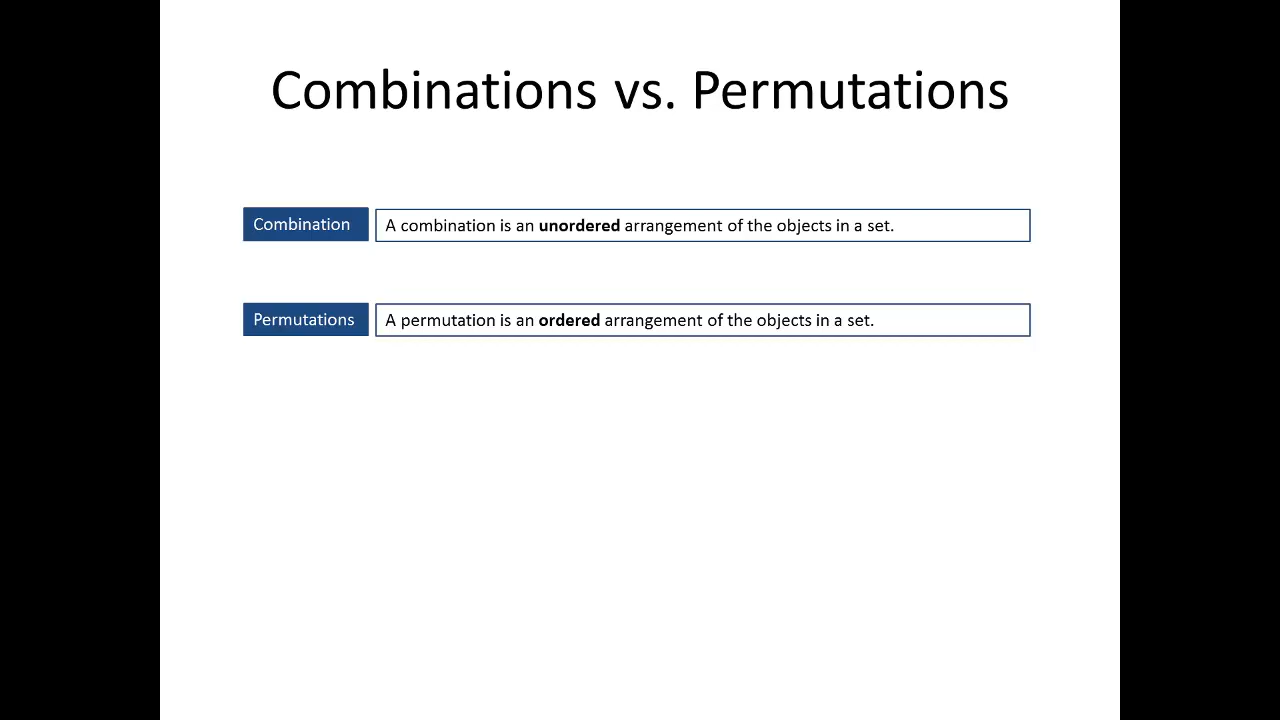 Combinations vs. Permutations
Combination
A combination is an unordered arrangement of the objects in a set.
Permutations
A permutation is an ordered arrangement of the objects in a set.